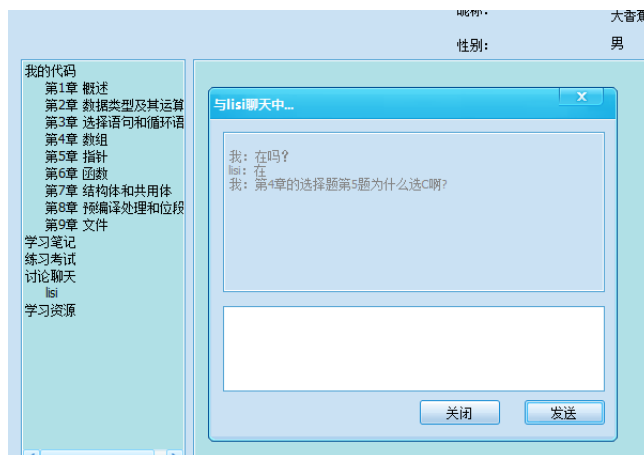 昵称：
大香蕉
性别：
男
我的代码
第1章 概述
第2章 数据类型及其运算
第3章 选择语句和循环语
第4章 数组
第5章 指针
第6章 函数
第7章 结构体和共用体
第8章 预编译处理和位段
第9章 文件
学习笔记
练习考试
讨论聊天
lisi
学习资源
与lisi聊天中...
x
我：在吗？
lisi：在
我：第4章的选择题第5题为什么选C啊?
关闭
发送